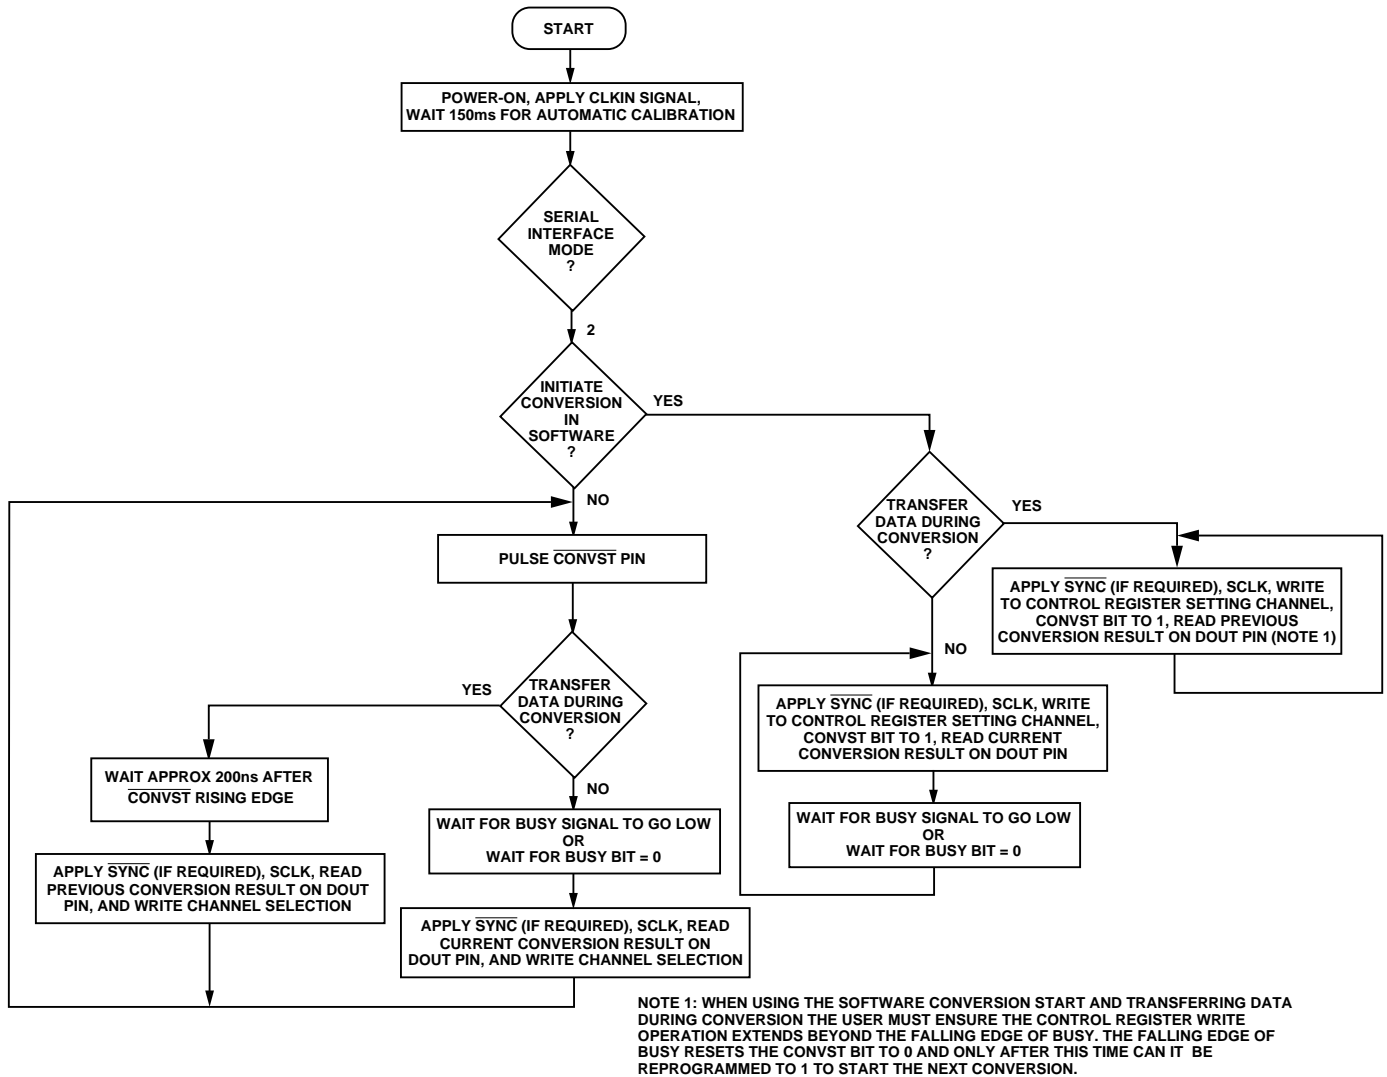 START
POWER-ON, APPLY CLKIN SIGNAL,
WAIT 150ms FOR AUTOMATIC CALIBRATION
SERIAL
INTERFACE
MODE
?
2
INITIATE
CONVERSION
IN
SOFTWARE
?
YES
NO
PULSE CONVST PIN
TRANSFER
DATA DURING
CONVERSION
?
YES
WAIT APPROX 200ns AFTER
CONVST RISING EDGE
APPLY SYNC (IF REQUIRED), SCLK, READ
PREVIOUS CONVERSION RESULT ON DOUT
PIN, AND WRITE CHANNEL SELECTION
NO
WAIT FOR BUSY SIGNAL TO GO LOW
OR
WAIT FOR BUSY BIT = 0
APPLY SYNC (IF REQUIRED), SCLK, READ
CURRENT CONVERSION RESULT ON
DOUT PIN, AND WRITE CHANNEL SELECTION
TRANSFER
DATA DURING
CONVERSION
?
YES
APPLY SYNC (IF REQUIRED), SCLK, WRITE
TO CONTROL REGISTER SETTING CHANNEL,
CONVST BIT TO 1, READ PREVIOUS
CONVERSION RESULT ON DOUT PIN (NOTE 1)
NO
APPLY SYNC (IF REQUIRED), SCLK, WRITE
TO CONTROL REGISTER SETTING CHANNEL,
CONVST BIT TO 1, READ CURRENT
CONVERSION RESULT ON DOUT PIN
WAIT FOR BUSY SIGNAL TO GO LOW
OR
WAIT FOR BUSY BIT = 0
NOTE 1: WHEN USING THE SOFTWARE CONVERSION START AND TRANSFERRING DATA
DURING CONVERSION THE USER MUST ENSURE THE CONTROL REGISTER WRITE
OPERATION EXTENDS BEYOND THE FALLING EDGE OF BUSY. THE FALLING EDGE OF
BUSY RESETS THE CONVST BIT TO 0 AND ONLY AFTER THIS TIME CAN IT BE
REPROGRAMMED TO 1 TO START THE NEXT CONVERSION.